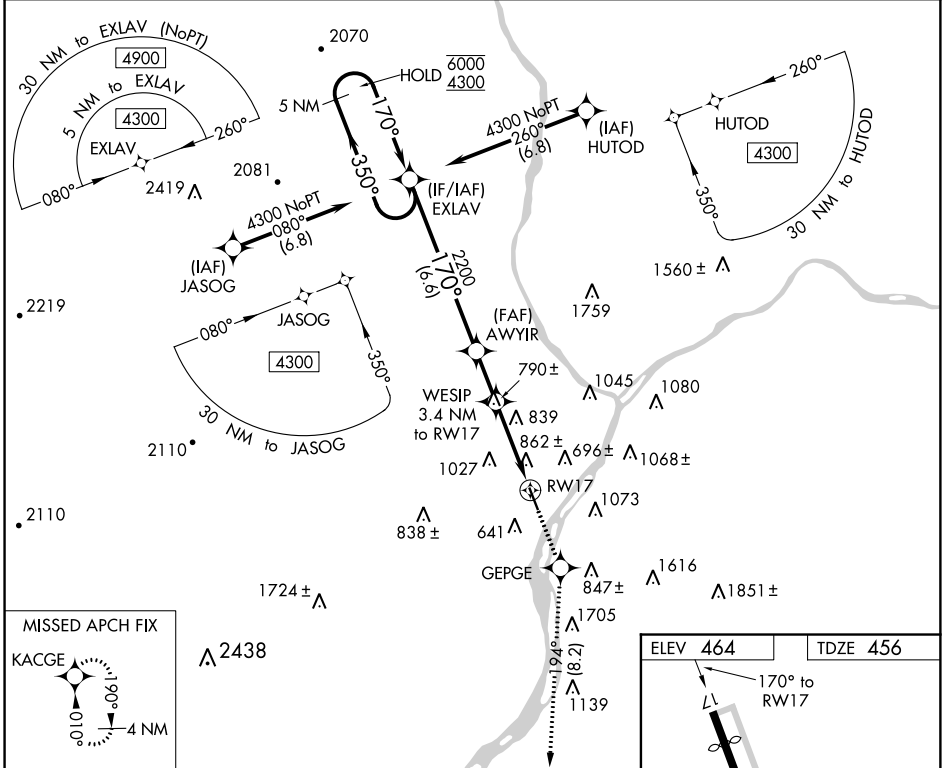 30 NM to EXLAV (NoPT)
4900
5 NM to EXLAV
4300
EXLAV
260°
080°
2419
2081
2070
5 NM
HOLD
6000
4300
170°
350°
(IF/IAF)
EXLAV
4300 NoPT
260°
(6.8)
(IAF)
HUTOD
HUTOD
260°
4300
350°
30 NM to HUTOD
4300 NoPT
080°
(6.8)
(IAF)
JASOG
2219
080°
JASOG
4300
350°
30 NM to JASOG
2200
170°
(6.6)
1560 ±
1759
(FAF)
AWYIR
790 ±
WESIP
3.4 NM
to RW17
839
1045
1080
2110
1027
862 ±
696 ±
1068 ±
RW17
2110
838 ±
641
1073
GEPGE
847 ±
1616
1851 ±
1724 ±
1705
194°
(8.2)
1139
2438
MISSED APCH FIX
KACGE
190°
010°
4 NM
ELEV 464
TDZE 456
170° to
RW17
17